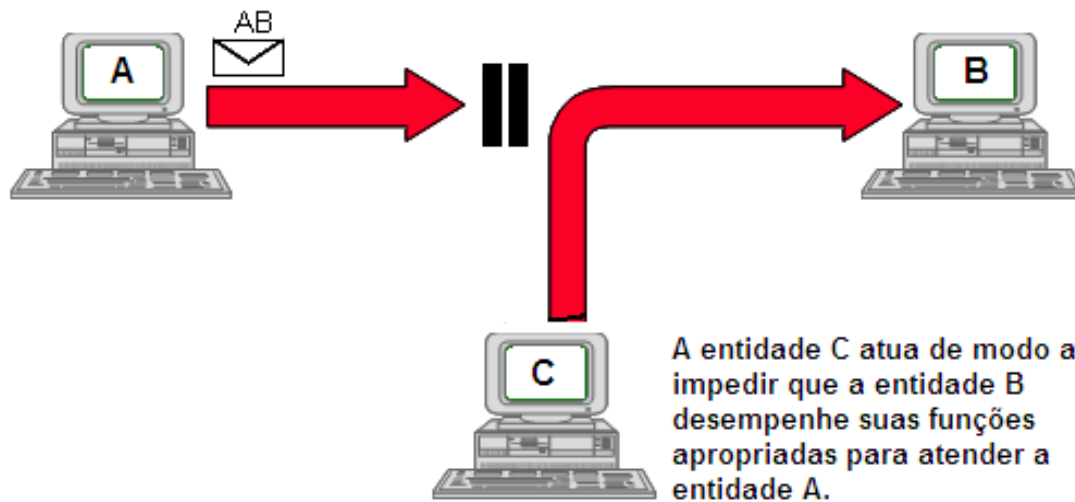 AB
A
B
C
A entidade C atua de modo a
impedir que a entidade B
desempenhe suas funções
apropriadas para atender a
entidade A.